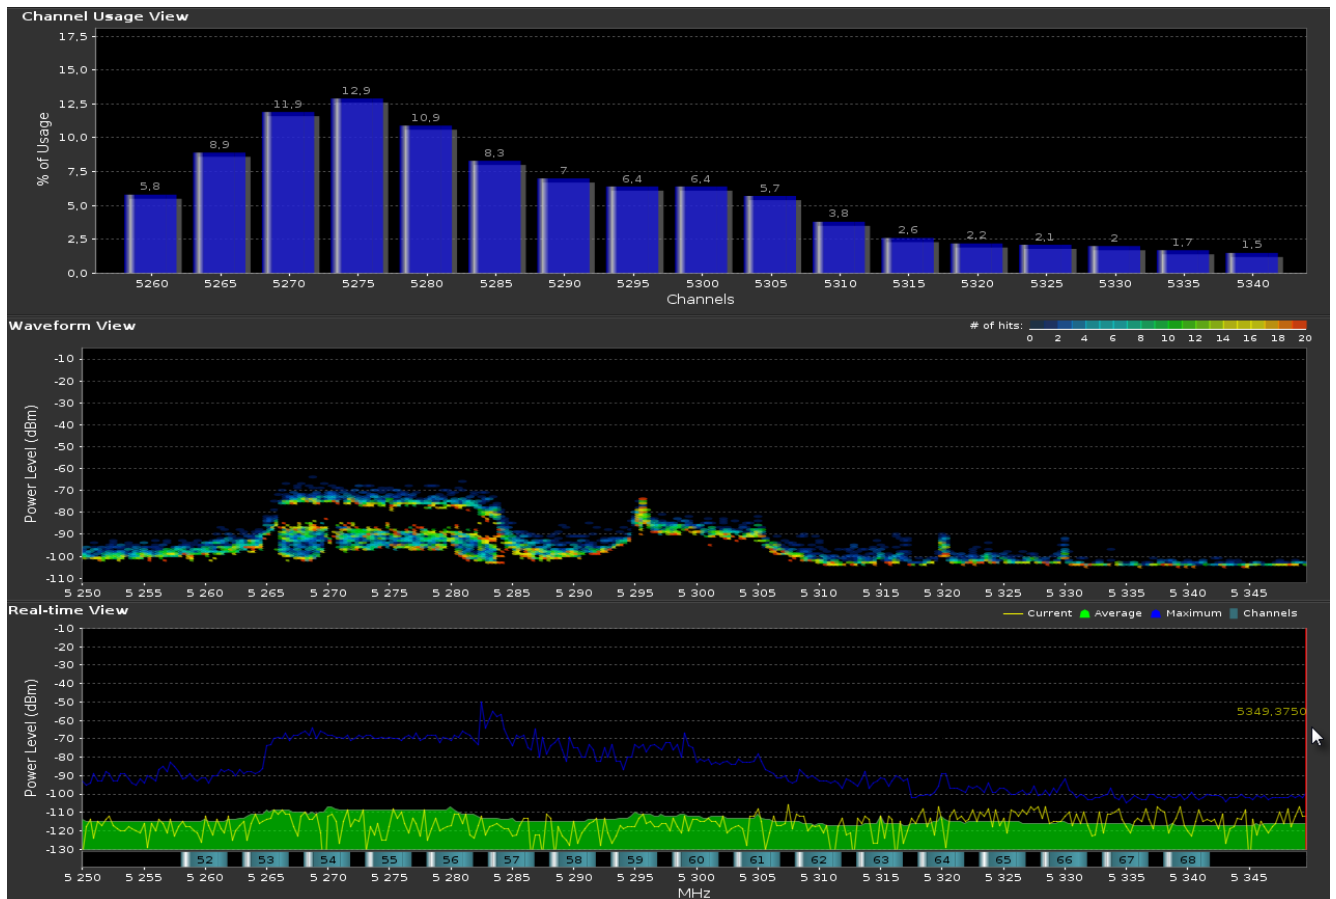 Channel Usage View
17,5
15,0
12,5
10,0
7,5
5,0
2,5
0,0
% of Usage
5,8 8,9 11,9 12,9 10,9 8,3 7 6,4 6,4 5,7 3,8 2,6 2,2 2,1 2 1,7 1,5
5260 5265 5270 5275 5280 5285 5290 5295 5300 5305 5310 5315 5320 5325 5330 5335 5340
Channels
Waveform View
# of hits:
0 2 4 6 8 10 12 14 16 18 20
-10
-20
-30
-40
-50
-60
-70
-80
-90
-100
-110
Power Level (dBm)
5 250 5 255 5 260 5 265 5 270 5 275 5 280 5 285 5 290 5 295 5 300 5 305 5 310 5 315 5 320 5 325 5 330 5 335 5 340 5 345
Real-time View
Current Average Maximum Channels
-10
-20
-30
-40
-50
-60
-70
-80
-90
-100
-110
-120
-130
Power Level (dBm)
5349,3750
52 53 54 55 56 57 58 59 60 61 62 63 64 65 66 67 68
5 250 5 255 5 260 5 265 5 270 5 275 5 280 5 285 5 290 5 295 5 300 5 305 5 310 5 315 5 320 5 325 5 330 5 335 5 340 5 345
MHz